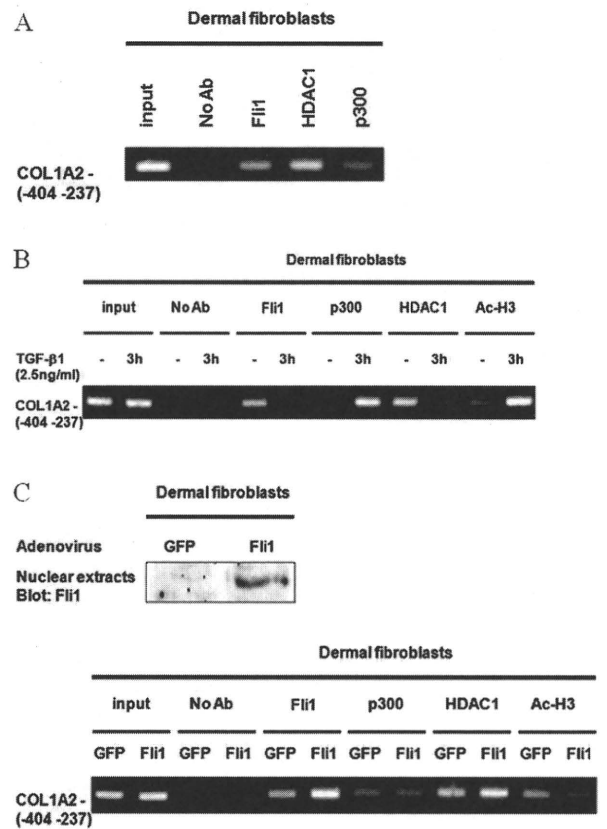 A
Dermal fibroblasts
input
No Ab
Fli1
HDAC1
p300
COL1A2 -
(-404 -237)
B
Dermal fibroblasts
input No Ab Fli1 p300 HDAC1 Ac-H3
TGF-β1 - 3h - 3h - 3h - 3h - 3h - 3h
(2.5ng/ml)
COL1A2 -
(-404 -237)
C
Dermal fibroblasts
Adenovirus GFP Fli1
Nuclear extracts
Blot: Fli1
Dermal fibroblasts
input No Ab Fli1 p300 HDAC1 Ac-H3
GFP Fli1 GFP Fli1 GFP Fli1 GFP Fli1 GFP Fli1 GFP Fli1
COL1A2 -
(-404 -237)